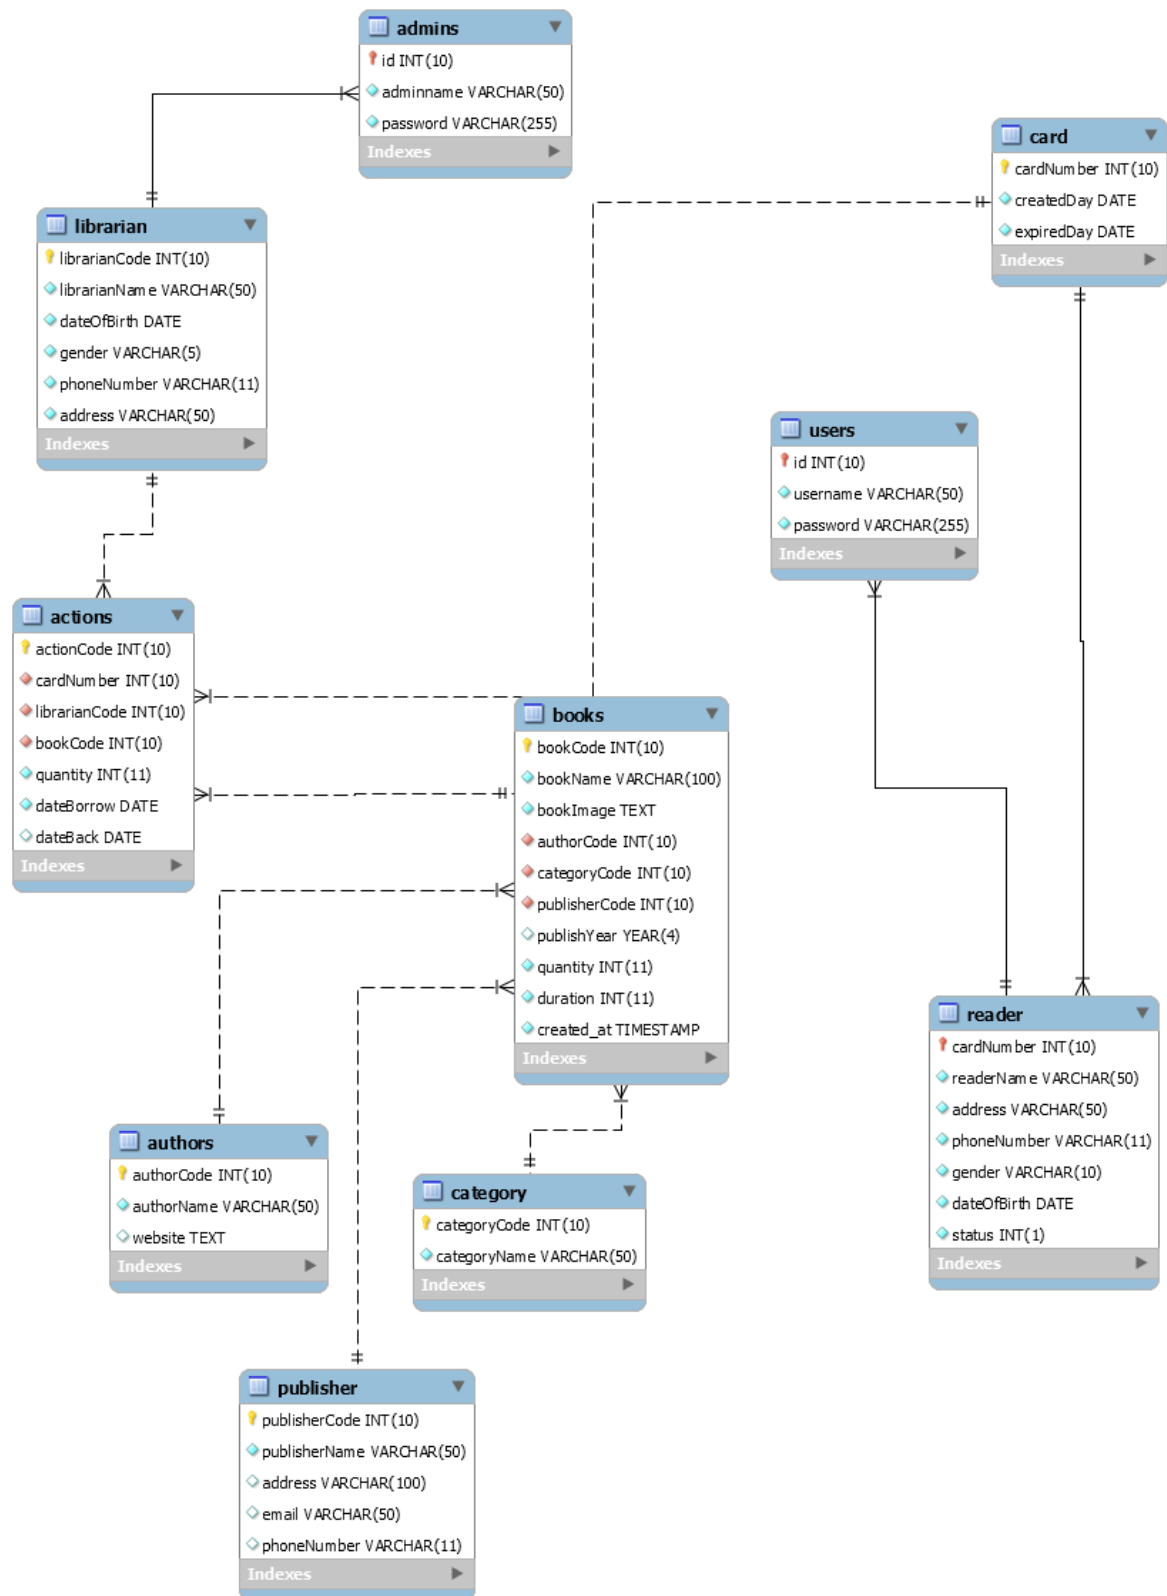 admins
id INT(10)
adminname VARCHAR(50)
password VARCHAR(255)
Indexes
card
cardNumber INT(10)
createdDay DATE
expiredDay DATE
Indexes
librarian
librarianCode INT(10)
librarianName VARCHAR(50)
dateOfBirth DATE
gender VARCHAR(5)
phoneNumber VARCHAR(11)
address VARCHAR(50)
Indexes
users
id INT(10)
username VARCHAR(50)
password VARCHAR(255)
Indexes
actions
actionCode INT(10)
cardNumber INT(10)
librarianCode INT(10)
bookCode INT(10)
quantity INT(11)
dateBorrow DATE
dateBack DATE
Indexes
books
bookCode INT(10)
bookName VARCHAR(100)
bookImage TEXT
authorCode INT(10)
categoryCode INT(10)
publisherCode INT(10)
publishYear YEAR(4)
quantity INT(11)
duration INT(11)
created_at TIMESTAMP
Indexes
reader
cardNumber INT(10)
readerName VARCHAR(50)
address VARCHAR(50)
phoneNumber VARCHAR(11)
gender VARCHAR(10)
dateOfBirth DATE
status INT(1)
Indexes
authors
authorCode INT(10)
authorName VARCHAR(50)
website TEXT
Indexes
category
categoryCode INT(10)
categoryName VARCHAR(50)
Indexes
publisher
publisherCode INT(10)
publisherName VARCHAR(50)
address VARCHAR(100)
email VARCHAR(50)
phoneNumber VARCHAR(11)
Indexes